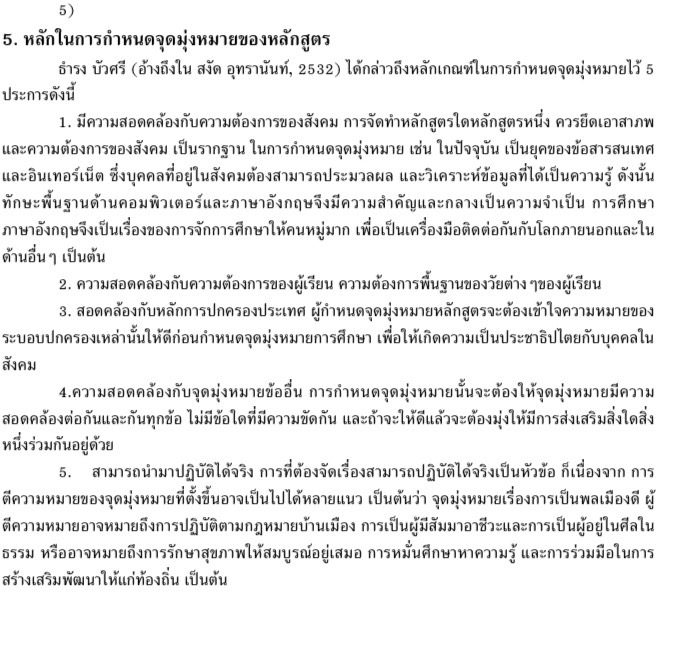 5)
5. หลักในการกำหนดจุดมุ่งหมายของหลักสูตร
ธำรง บัวศรี (อ้างถึงใน สงัด อุทรานันท์, 2532) ได้กล่าวถึงหลักเกณฑ์ในการกำหนดจุดมุ่งหมายไว้ 5
ประการดังนี้
1. มีความสอดคล้องกับความต้องการของสังคม การจัดทำหลักสูตรใดหลักสูตรหนึ่ง ควรยึดเอาสาภพ
และความต้องการของสังคม เป็นรากฐาน ในการกำหนดจุดมุ่งหมาย เช่น ในปัจจุบัน เป็นยุคของข้อสารสนเทศ
และอินเทอร์เน็ต ซึ่งบุคคลที่อยู่ในสังคมต้องสามารถประมวลผล และวิเคราะห์ข้อมูลที่ได้เป็นความรู้ ดังนั้น
ทักษะพื้นฐานด้านคอมพิวเตอร์และภาษาอังกฤษจึงมีความสำคัญและกลางเป็นความจำเป็น การศึกษา
ภาษาอังกฤษจึงเป็นเรื่องของการจักการศึกษาให้คนหมู่มาก เพื่อเป็นเครื่องมือติดต่อกันกับโลกภายนอกและใน
ด้านอื่นๆ เป็นต้น
2. ความสอดคล้องกับความต้องการของผู้เรียน ความต้องการพื้นฐานของวัยต่างๆของผู้เรียน
3. สอดคล้องกับหลักการปกครองประเทศ ผู้กำหนดจุดมุ่งหมายหลักสูตรจะต้องเข้าใจความหมายของ
ระบอบปกครองเหล่านั้นให้ดีก่อนกำหนดจุดมุ่งหมายการศึกษา เพื่อให้เกิดความเป็นประชาธิปไตยกับบุคคลใน
สังคม
4.ความสอดคล้องกับจุดมุ่งหมายข้ออื่น การกำหนดจุดมุ่งหมายนั้นจะต้องให้จุดมุ่งหมายมีความ
สอดคล้องต่อกันและกันทุกข้อ ไม่มีข้อใดที่มีความขัดกัน และถ้าจะให้ดีแล้วจะต้องมุ่งให้มีการส่งเสริมสิ่งใดสิ่ง
หนึ่งร่วมกันอยู่ด้วย
5. สามารถนำมาปฏิบัติได้จริง การที่ต้องจัดเรื่องสามารถปฏิบัติได้จริงเป็นหัวข้อ ก็เนื่องจาก การ
ตีความหมายของจุดมุ่งหมายที่ตั้งขึ้นอาจเป็นไปได้หลายแนว เป็นต้นว่า จุดมุ่งหมายเรื่องการเป็นพลเมืองดี ผู้
ตีความหมายอาจหมายถึงการปฏิบัติตามกฎหมายบ้านเมือง การเป็นผู้มีสัมมาอาชีวะและการเป็นผู้อยู่ในศีลใน
ธรรม หรืออาจหมายถึงการรักษาสุขภาพให้สมบูรณ์อยู่เสมอ การหมั่นศึกษาหาความรู้ และการร่วมมือในการ
สร้างเสริมพัฒนาให้แก่ท้องถิ่น เป็นต้น